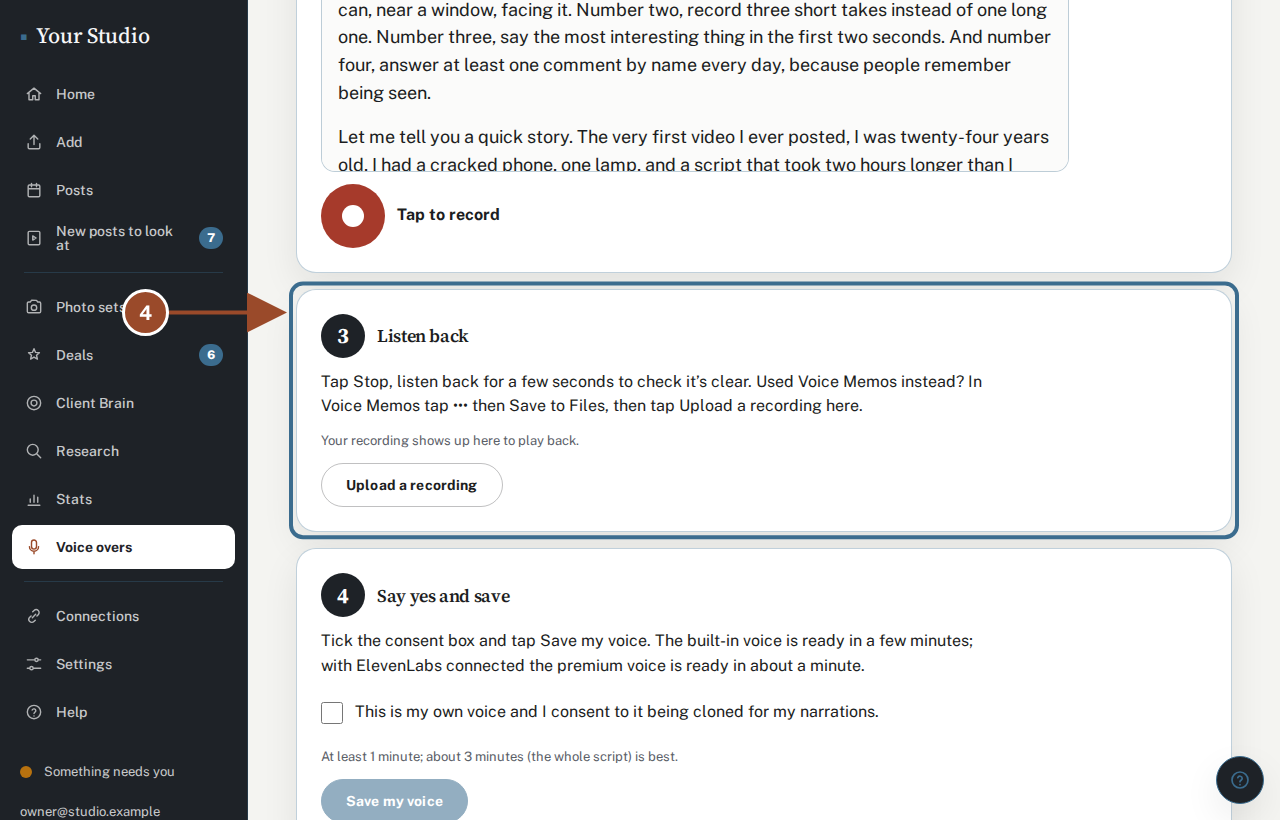 Your Studio
Home
Add
Posts
New posts to look
at
7
Photo sets
4
Deals
6
Client Brain
Research
Stats
Voice overs
Connections
Settings
Help
Something needs you
owner@studio.example
can, near a window, facing it. Number two, record three short takes instead of one long
one. Number three, say the most interesting thing in the first two seconds. And number
four, answer at least one comment by name every day, because people remember
being seen.
Let me tell you a quick story. The very first video I ever posted, I was twenty-four years
old. I had a cracked phone, one lamp, and a script that took two hours longer than I
Tap to record
3
Listen back
Tap Stop, listen back for a few seconds to check it’s clear. Used Voice Memos instead? In
Voice Memos tap ••• then Save to Files, then tap Upload a recording here.
Your recording shows up here to play back.
Upload a recording
4
Say yes and save
Tick the consent box and tap Save my voice. The built-in voice is ready in a few minutes;
with ElevenLabs connected the premium voice is ready in about a minute.
This is my own voice and I consent to it being cloned for my narrations.
At least 1 minute; about 3 minutes (the whole script) is best.
Save my voice